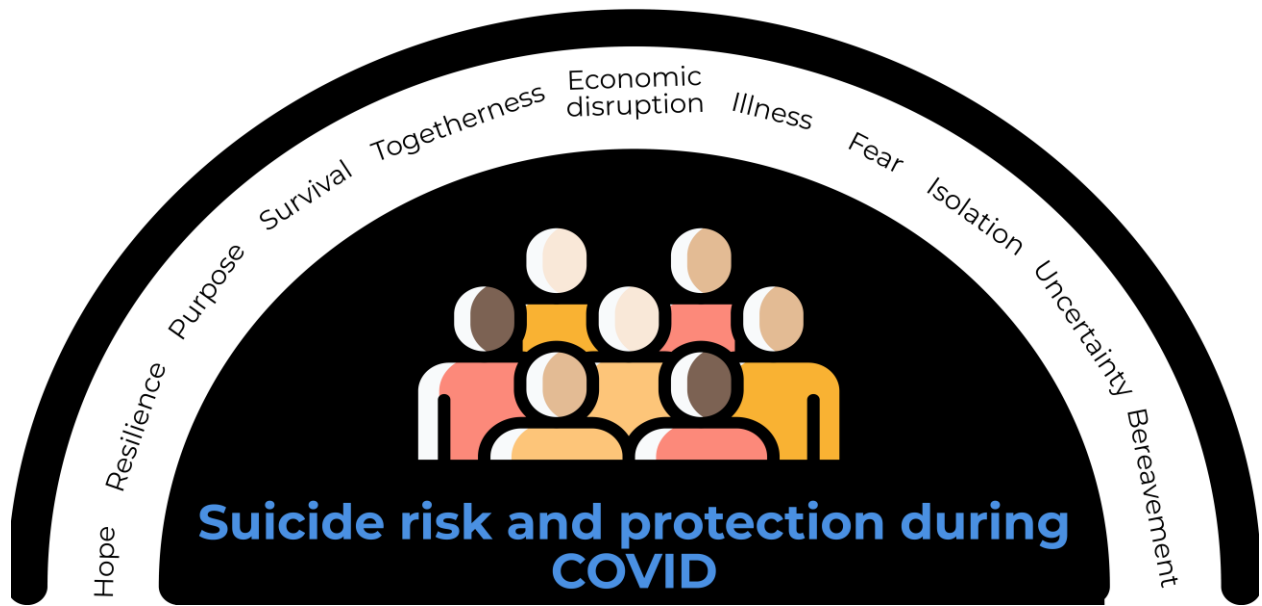 Hope
Resilience
Purpose
Survival
Togetherness
Economic
disruption
Illness
Fear
Isolation
Uncertainty
Bereavement
Suicide risk and protection during
COVID